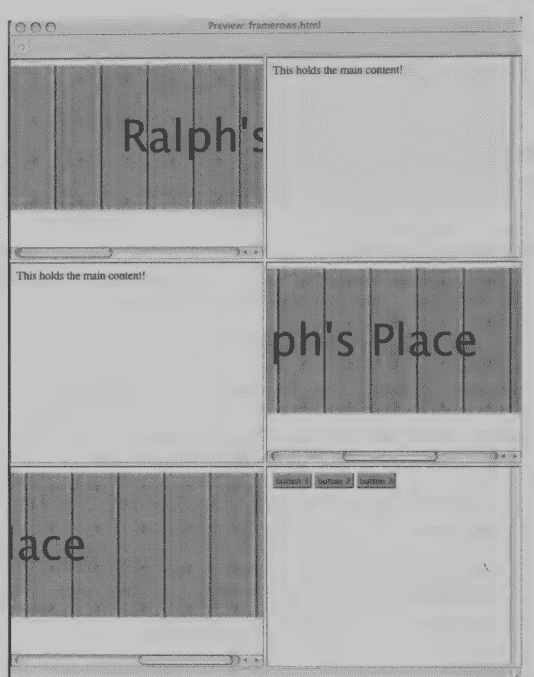 Preview: framerows.html
Ralph's
This holds the main content!
This holds the main content!
ph's Place
lace
button 1 button 2 button 3